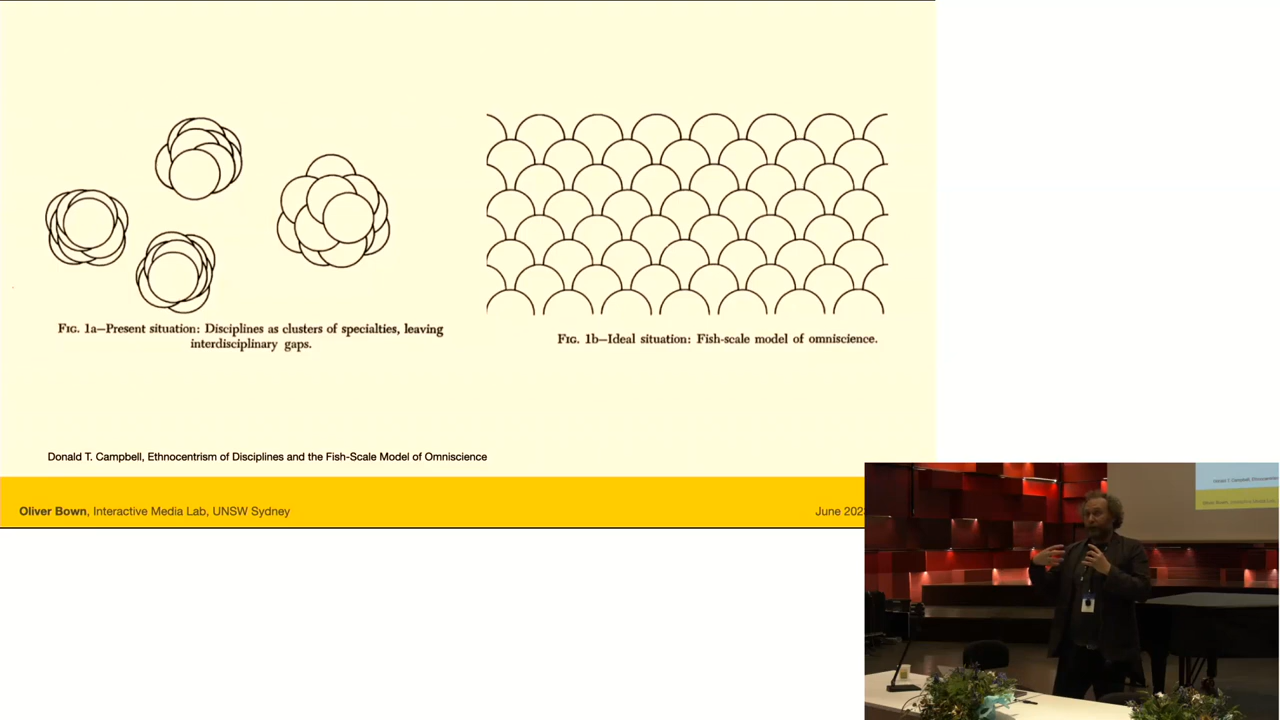 FIG. 1a—Present situation: Disciplines as clusters of specialties, leaving
interdisciplinary gaps.
FIG. 1b—Ideal situation: Fish-scale model of omniscience.
Donald T. Campbell, Ethnocentrism of Disciplines and the Fish-Scale Model of Omniscience
Oliver Bown, Interactive Media Lab, UNSW Sydney
June 202